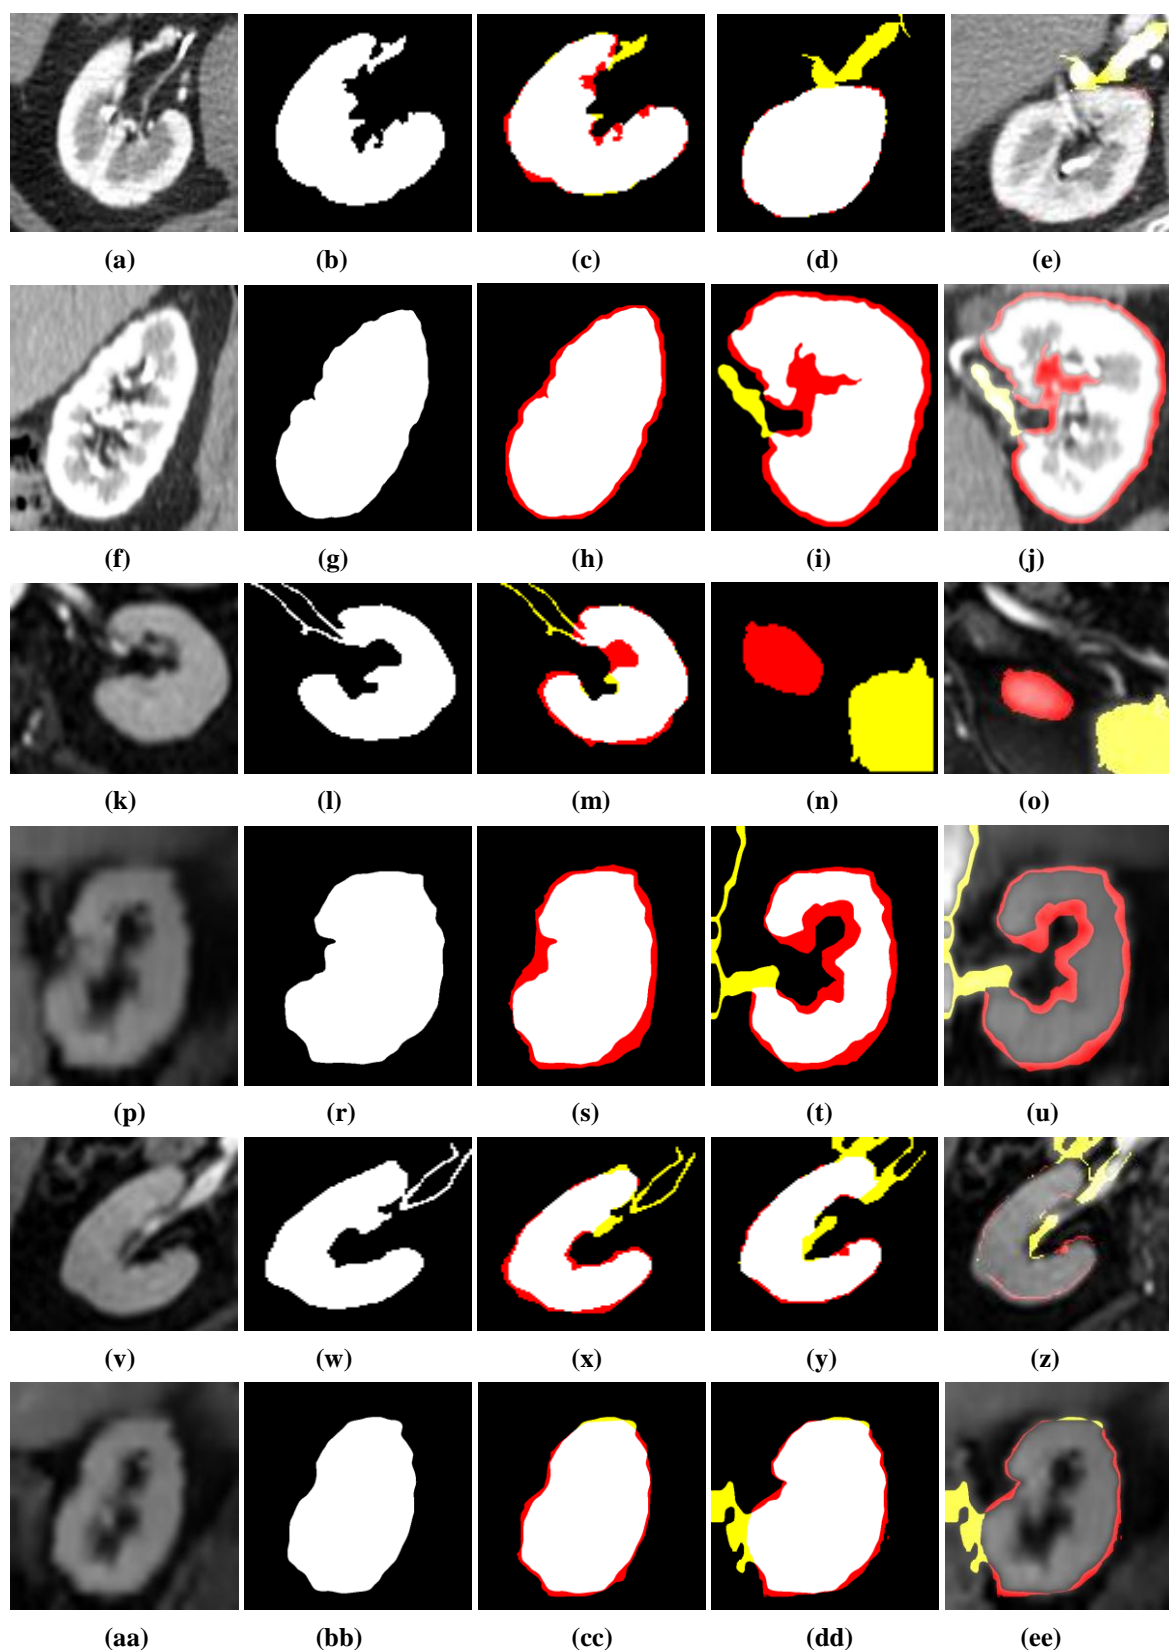 (a) (b) (c) (d) (e)
(f) (g) (h) (i) (j)
(k) (l) (m) (n) (o)
(p) (r) (s) (t) (u)
(v) (w) (x) (y) (z)
(aa) (bb) (cc) (dd) (ee)